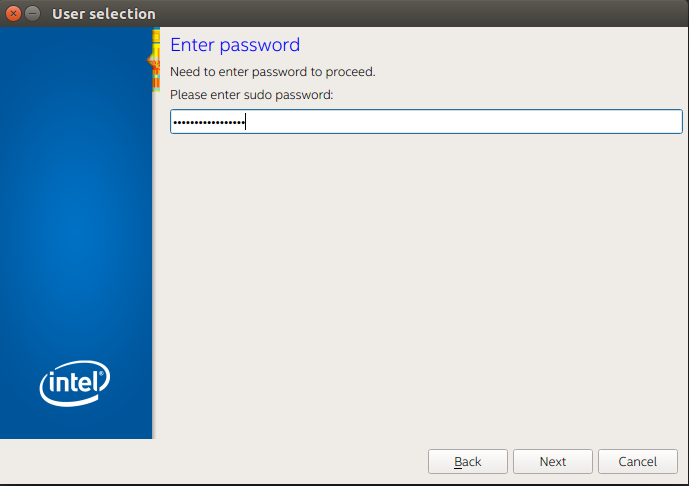 User selection
Enter password
Need to enter password to proceed.
Please enter sudo password:
•••••••••••••••••
intel®
Back
Next
Cancel